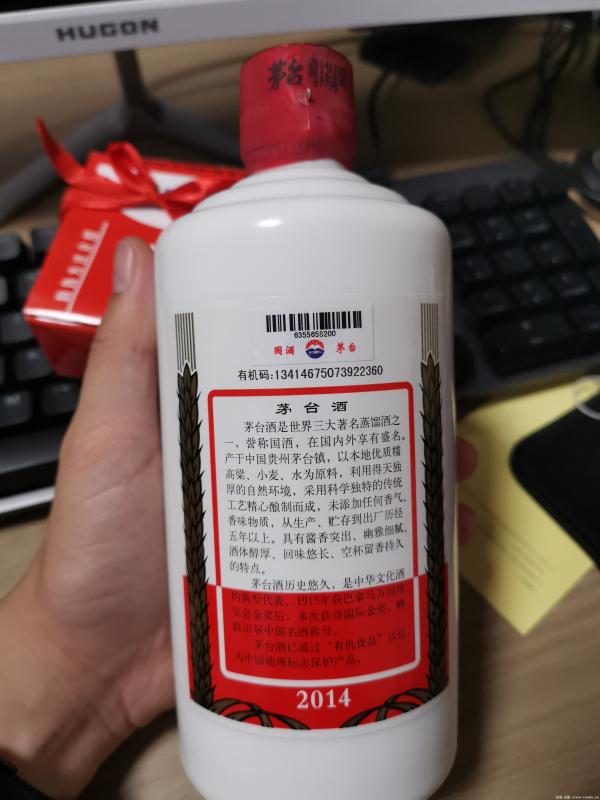 HUGON
茅台
6355658200
国酒 茅台
有机码:13414675073922360
茅台酒
茅台酒是世界三大著名蒸馏酒之
一，誉称国酒，在国内外享有盛名。
产于中国贵州茅台镇，以本地优质糯
高粱、小麦、水为原料，利用得天独
厚的自然环境，采用科学独特的传统
工艺精心酿制而成，未添加任何香气、
香味物质，从生产、贮存到出厂历经
五年以上。具有酱香突出、幽雅细腻、
酒体醇厚、回味悠长、空杯留香持久
的特点。
茅台酒历史悠久，是中华文化酒
的典型代表。1915年获巴拿马万国博
览会金奖后，多次获得国际金奖，蝉
联历届中国名酒称号。
茅台酒已通过“有机食品”认证，
为中国地理标志保护产品。
2014